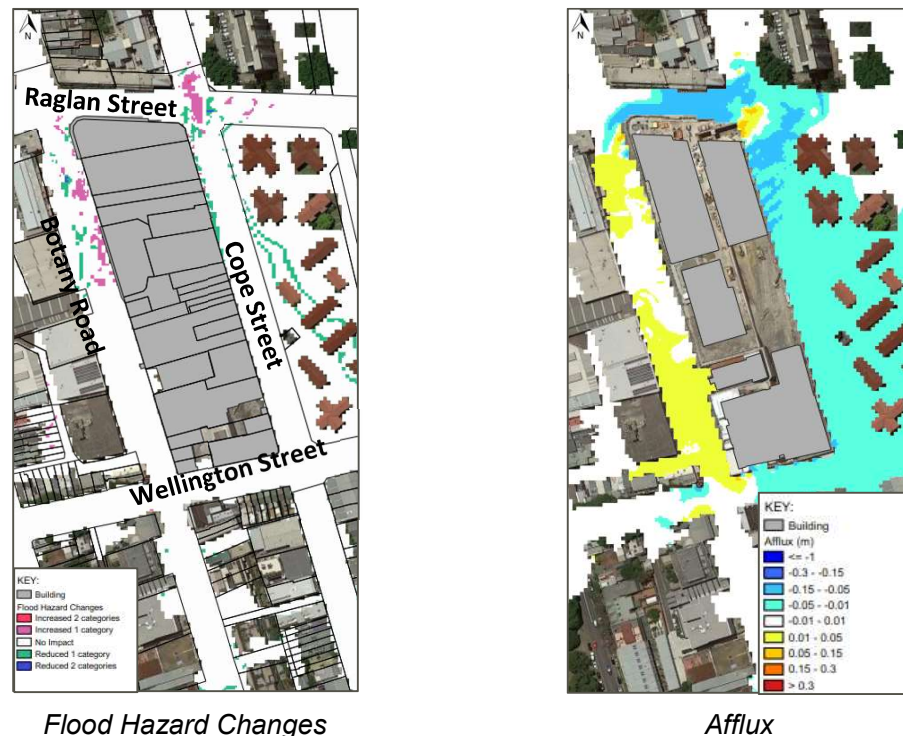 N
Raglan Street
Botany Road
Cope Street
Wellington Street
KEY:
Building
Flood Hazard Changes
Increased 2 categories
Increased 1 category
No Impact
Reduced 1 category
Reduced 2 categories
Flood Hazard Changes
N
KEY:
Building
Afflux (m)
<= -1
-0.3 - -0.15
-0.15 - -0.05
-0.05 - -0.01
-0.01 - 0.01
0.01 - 0.05
0.05 - 0.15
0.15 - 0.3
> 0.3
Afflux